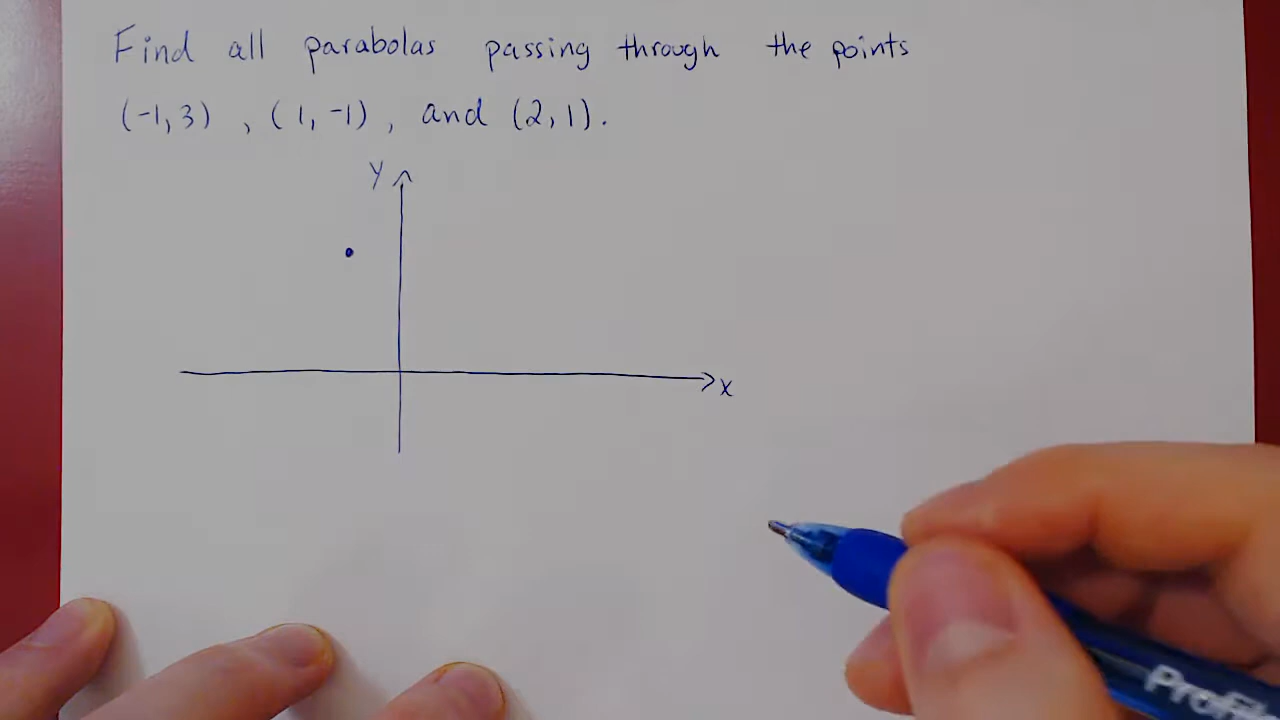 Find all parabolas passing through the points
(-1,3), (1,-1), and (2,1).
y
x